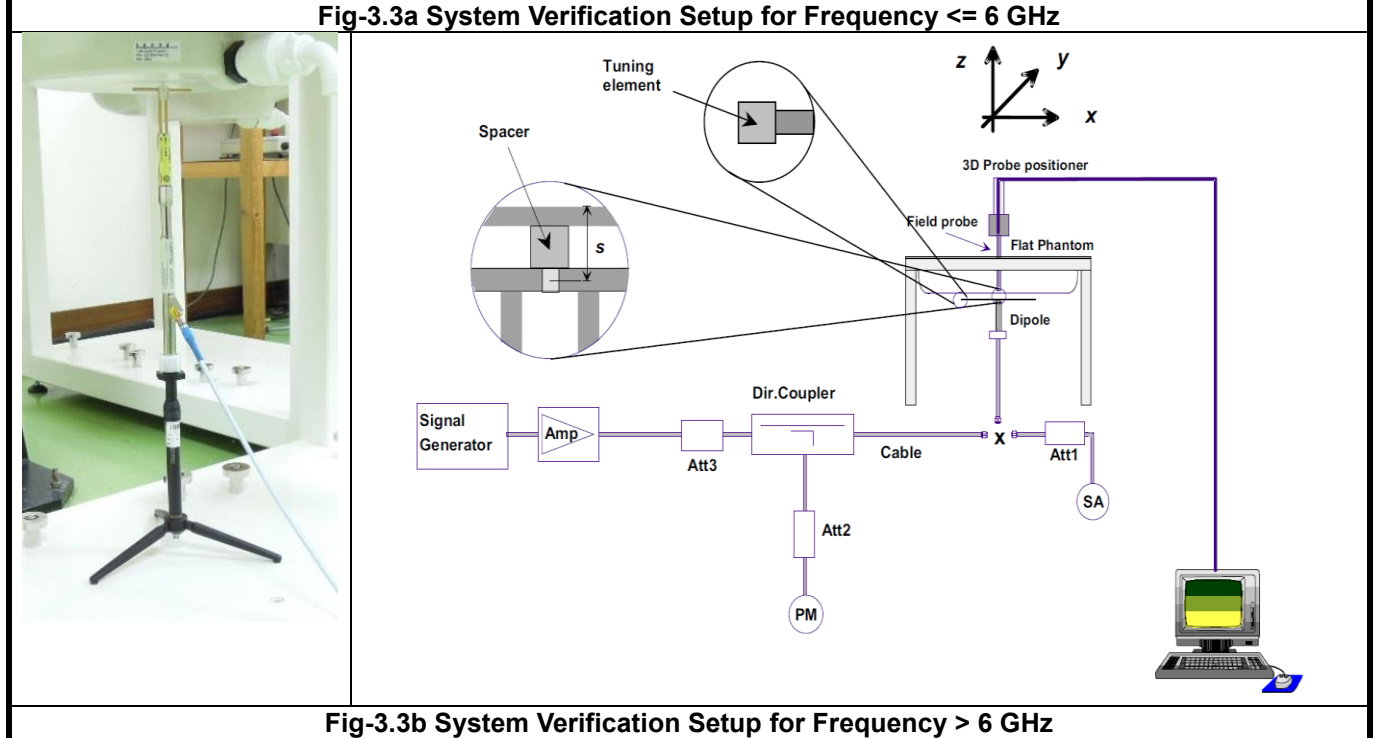 Fig-3.3a System Verification Setup for Frequency <= 6 GHz
Tuning
element
z
y
x
Spacer
s
3D Probe positioner
Field probe
Flat Phantom
Dipole
Dir.Coupler
Signal
Generator
Amp
Att3
Cable
X
Att1
SA
Att2
PM
Fig-3.3b System Verification Setup for Frequency > 6 GHz